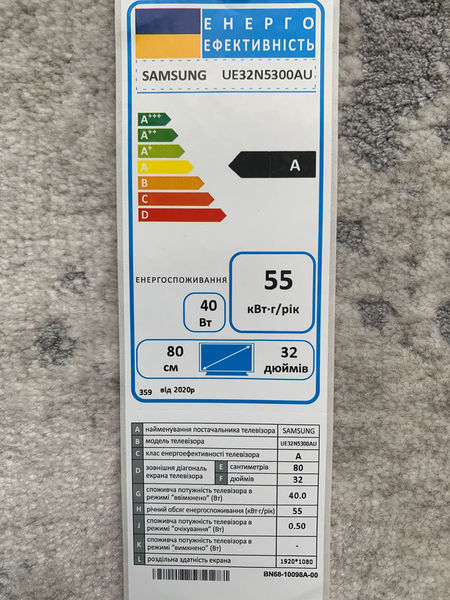 ЕНЕРГО
ЕФЕКТИВНІСТЬ
SAMSUNG UE32N5300AU
A+++
A++
A+
A
B
C
D
A
ЕНЕРГОСПОЖИВАННЯ
55
кВт·г/рік
40
Вт
80
см
32
дюймів
359 від 2020р
A найменування постачальника телевізора SAMSUNG
B модель телевізора UE32N5300AU
C клас енергоефективності телевізора A
D зовнішня діагональ екрана телевізора E сантиметрів 80
F дюймів 32
G споживча потужність телевізора в
режимі "ввімкнено" (Вт) 40.0
H річний обсяг енергоспоживання (кВт·г/рік) 55
J споживча потужність телевізора в
режимі "очікування" (Вт) 0.50
K споживча потужність телевізора в
режимі "вимкнено" (Вт) -
L роздільна здатність екрана 1920*1080
BN68-10098A-00